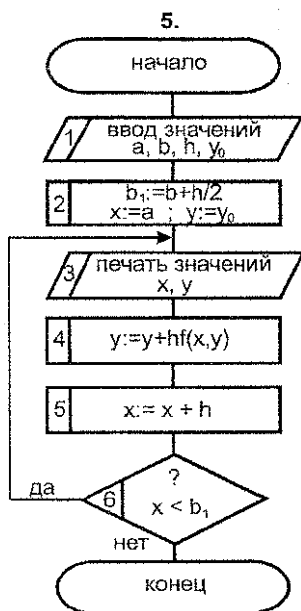 5.
начало
1 ввод значений
a, b, h, y₀
2 b₁:=b+h/2
x:=a ; y:=y₀
3 печать значений
x, y
4 y:=y+hf(x,y)
5 x:= x + h
?
да 6 x < b₁
нет
конец